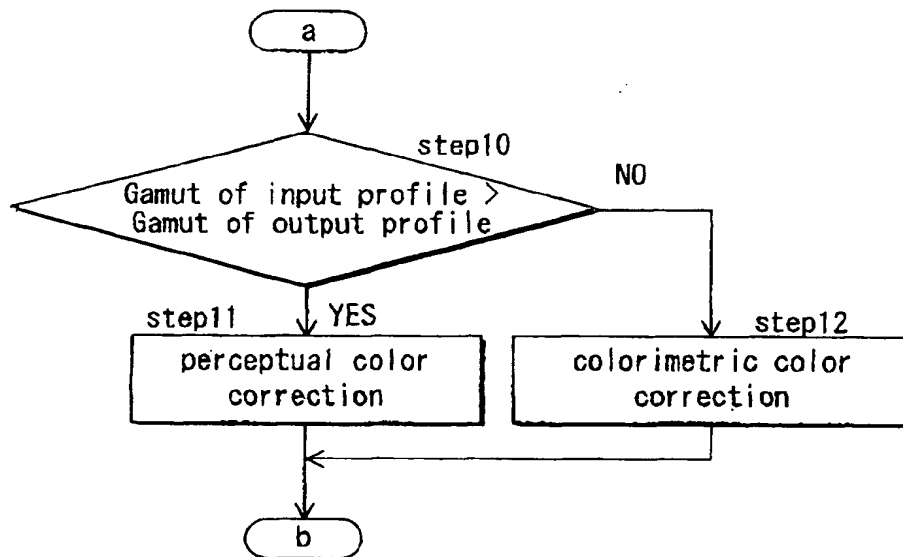 a
step10
Gamut of input profile >
Gamut of output profile
NO
YES
step11
perceptual color
correction
step12
colorimetric color
correction
b